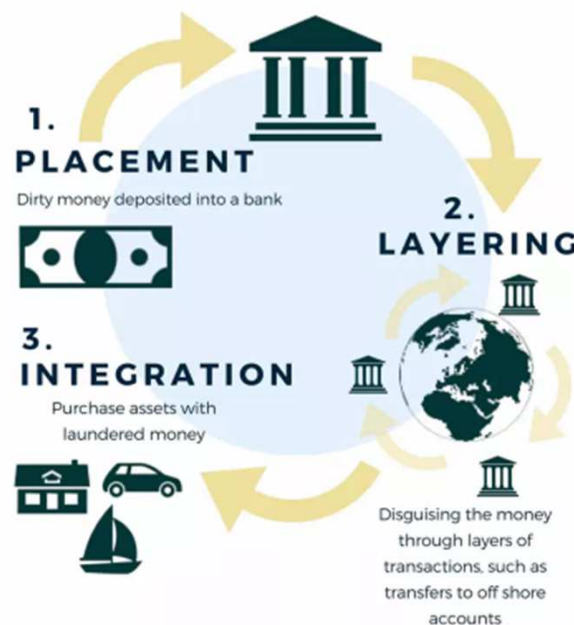 1.
PLACEMENT
Dirty money deposited into a bank
2.
LAYERING
Disguising the money
through layers of
transactions, such as
transfers to off shore
accounts
3.
INTEGRATION
Purchase assets with
laundered money